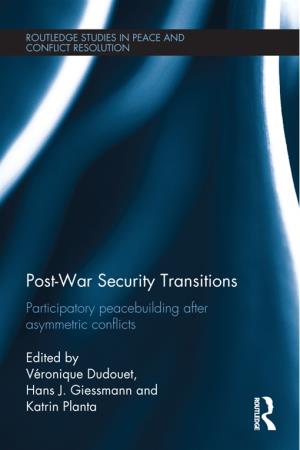 ROUTLEDGE STUDIES IN PEACE AND
CONFLICT RESOLUTION
Post-War Security Transitions
Participatory peacebuilding after
asymmetric conflicts
Edited by
Véronique Dudouet,
Hans J. Giessmann and
Katrin Planta
ROUTLEDGE